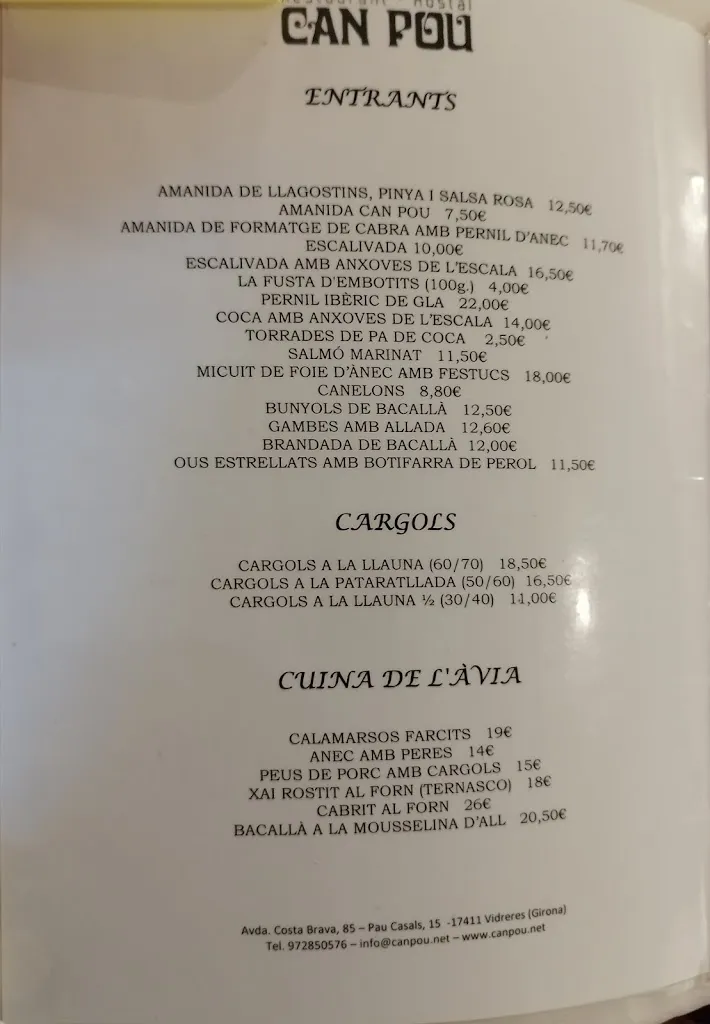 Restaurant · Hostal
CAN POU
ENTRANTS
AMANIDA DE LLAGOSTINS, PINYA I SALSA ROSA 12,50€
AMANIDA CAN POU 7,50€
AMANIDA DE FORMATGE DE CABRA AMB PERNIL D'ANEC 11,70€
ESCALIVADA 10,00€
ESCALIVADA AMB ANXOVES DE L'ESCALA 16,50€
LA FUSTA D'EMBOTITS (100g.) 4,00€
PERNIL IBÈRIC DE GLA 22,00€
COCA AMB ANXOVES DE L'ESCALA 14,00€
TORRADES DE PA DE COCA 2,50€
SALMÓ MARINAT 11,50€
MICUIT DE FOIE D'ÀNEC AMB FESTUCS 18,00€
CANELONS 8,80€
BUNYOLS DE BACALLÀ 12,50€
GAMBES AMB ALLADA 12,60€
BRANDADA DE BACALLÀ 12,00€
OUS ESTRELLATS AMB BOTIFARRA DE PEROL 11,50€
CARGOLS
CARGOLS A LA LLAUNA (60/70) 18,50€
CARGOLS A LA PATARATLLADA (50/60) 16,50€
CARGOLS A LA LLAUNA ½ (30/40) 11,00€
CUINA DE L'ÀVIA
CALAMARSOS FARCITS 19€
ANEC AMB PERES 14€
PEUS DE PORC AMB CARGOLS 15€
XAI ROSTIT AL FORN (TERNASCO) 18€
CABRIT AL FORN 26€
BACALLÀ A LA MOUSSELINA D'ALL 20,50€
Avda. Costa Brava, 85 – Pau Casals, 15 -17411 Vidreres (Girona)
Tel. 972850576 – info@canpou.net – www.canpou.net